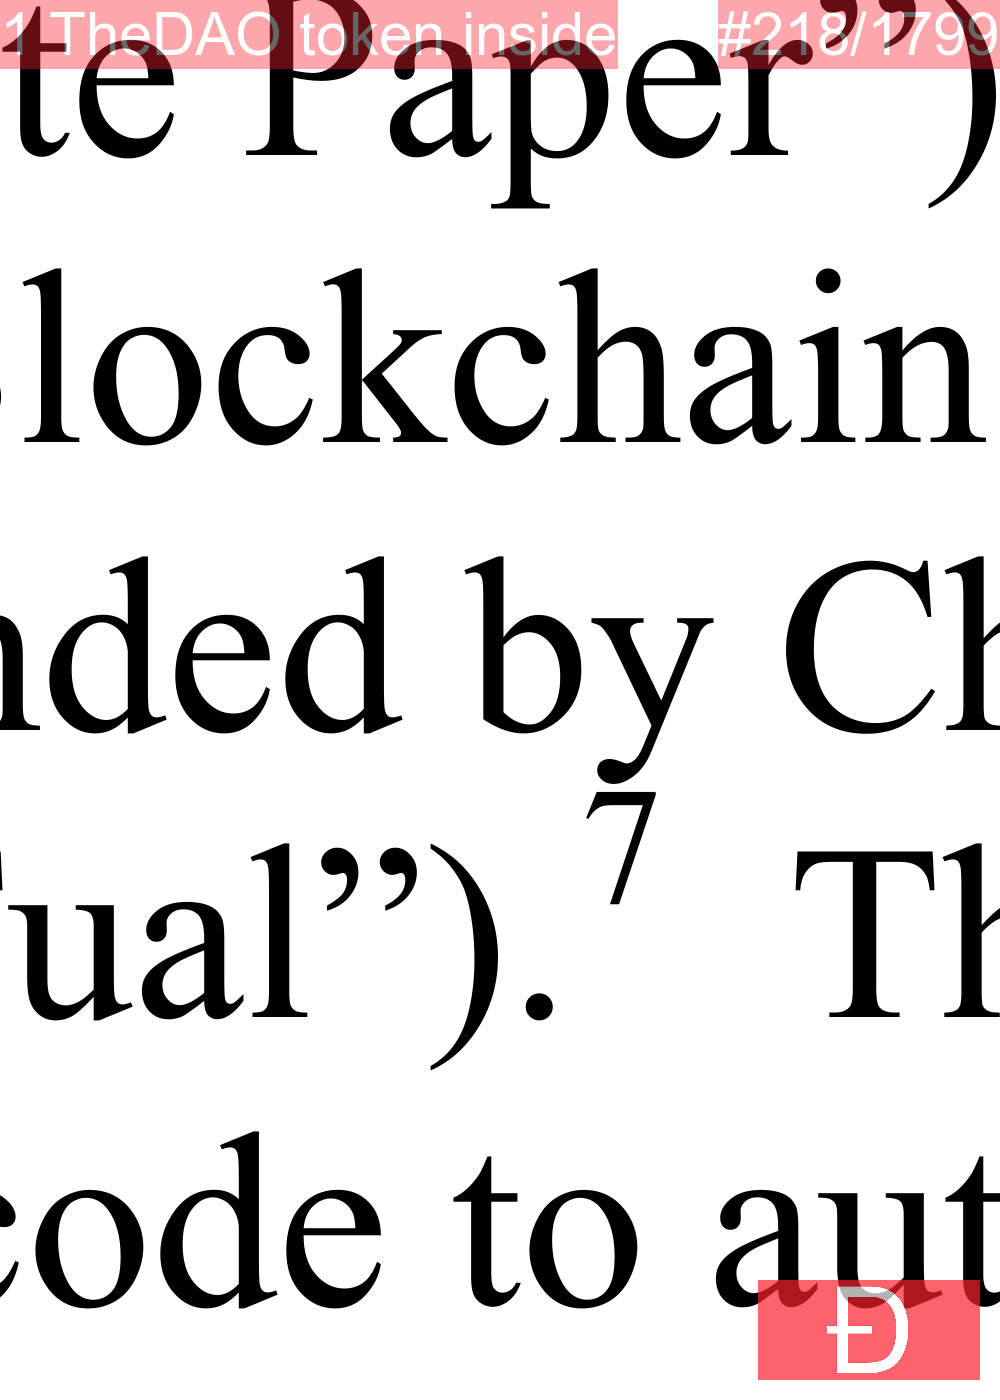 1 TheDAO token inside #218/1799
te Paper”)
lockchain
nded by Ch
ual”).7 Th
code to aut
Đ